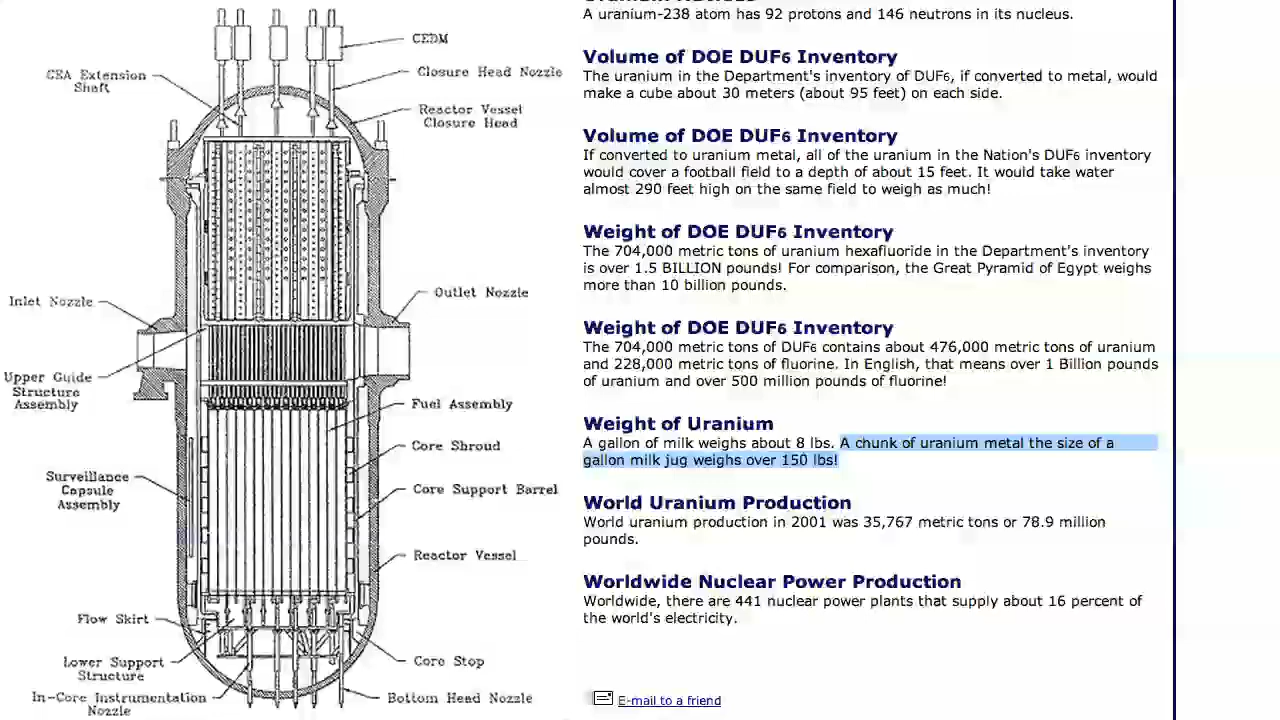 CEDM
CEA Extension
Shaft
Closure Head Nozzle
Reactor Vessel
Closure Head
Inlet Nozzle
Outlet Nozzle
Upper Guide
Structure
Assembly
Fuel Assembly
Core Shroud
Surveillance
Capsule
Assembly
Core Support Barrel
Reactor Vessel
Flow Skirt
Lower Support
Structure
Core Stop
In-Core Instrumentation
Nozzle
Bottom Head Nozzle
A uranium-238 atom has 92 protons and 146 neutrons in its nucleus.
Volume of DOE DUF6 Inventory
The uranium in the Department's inventory of DUF6, if converted to metal, would
make a cube about 30 meters (about 95 feet) on each side.
Volume of DOE DUF6 Inventory
If converted to uranium metal, all of the uranium in the Nation's DUF6 inventory
would cover a football field to a depth of about 15 feet. It would take water
almost 290 feet high on the same field to weigh as much!
Weight of DOE DUF6 Inventory
The 704,000 metric tons of uranium hexafluoride in the Department's inventory
is over 1.5 BILLION pounds! For comparison, the Great Pyramid of Egypt weighs
more than 10 billion pounds.
Weight of DOE DUF6 Inventory
The 704,000 metric tons of DUF6 contains about 476,000 metric tons of uranium
and 228,000 metric tons of fluorine. In English, that means over 1 Billion pounds
of uranium and over 500 million pounds of fluorine!
Weight of Uranium
A gallon of milk weighs about 8 lbs. A chunk of uranium metal the size of a
gallon milk jug weighs over 150 lbs!
World Uranium Production
World uranium production in 2001 was 35,767 metric tons or 78.9 million
pounds.
Worldwide Nuclear Power Production
Worldwide, there are 441 nuclear power plants that supply about 16 percent of
the world's electricity.
E-mail to a friend